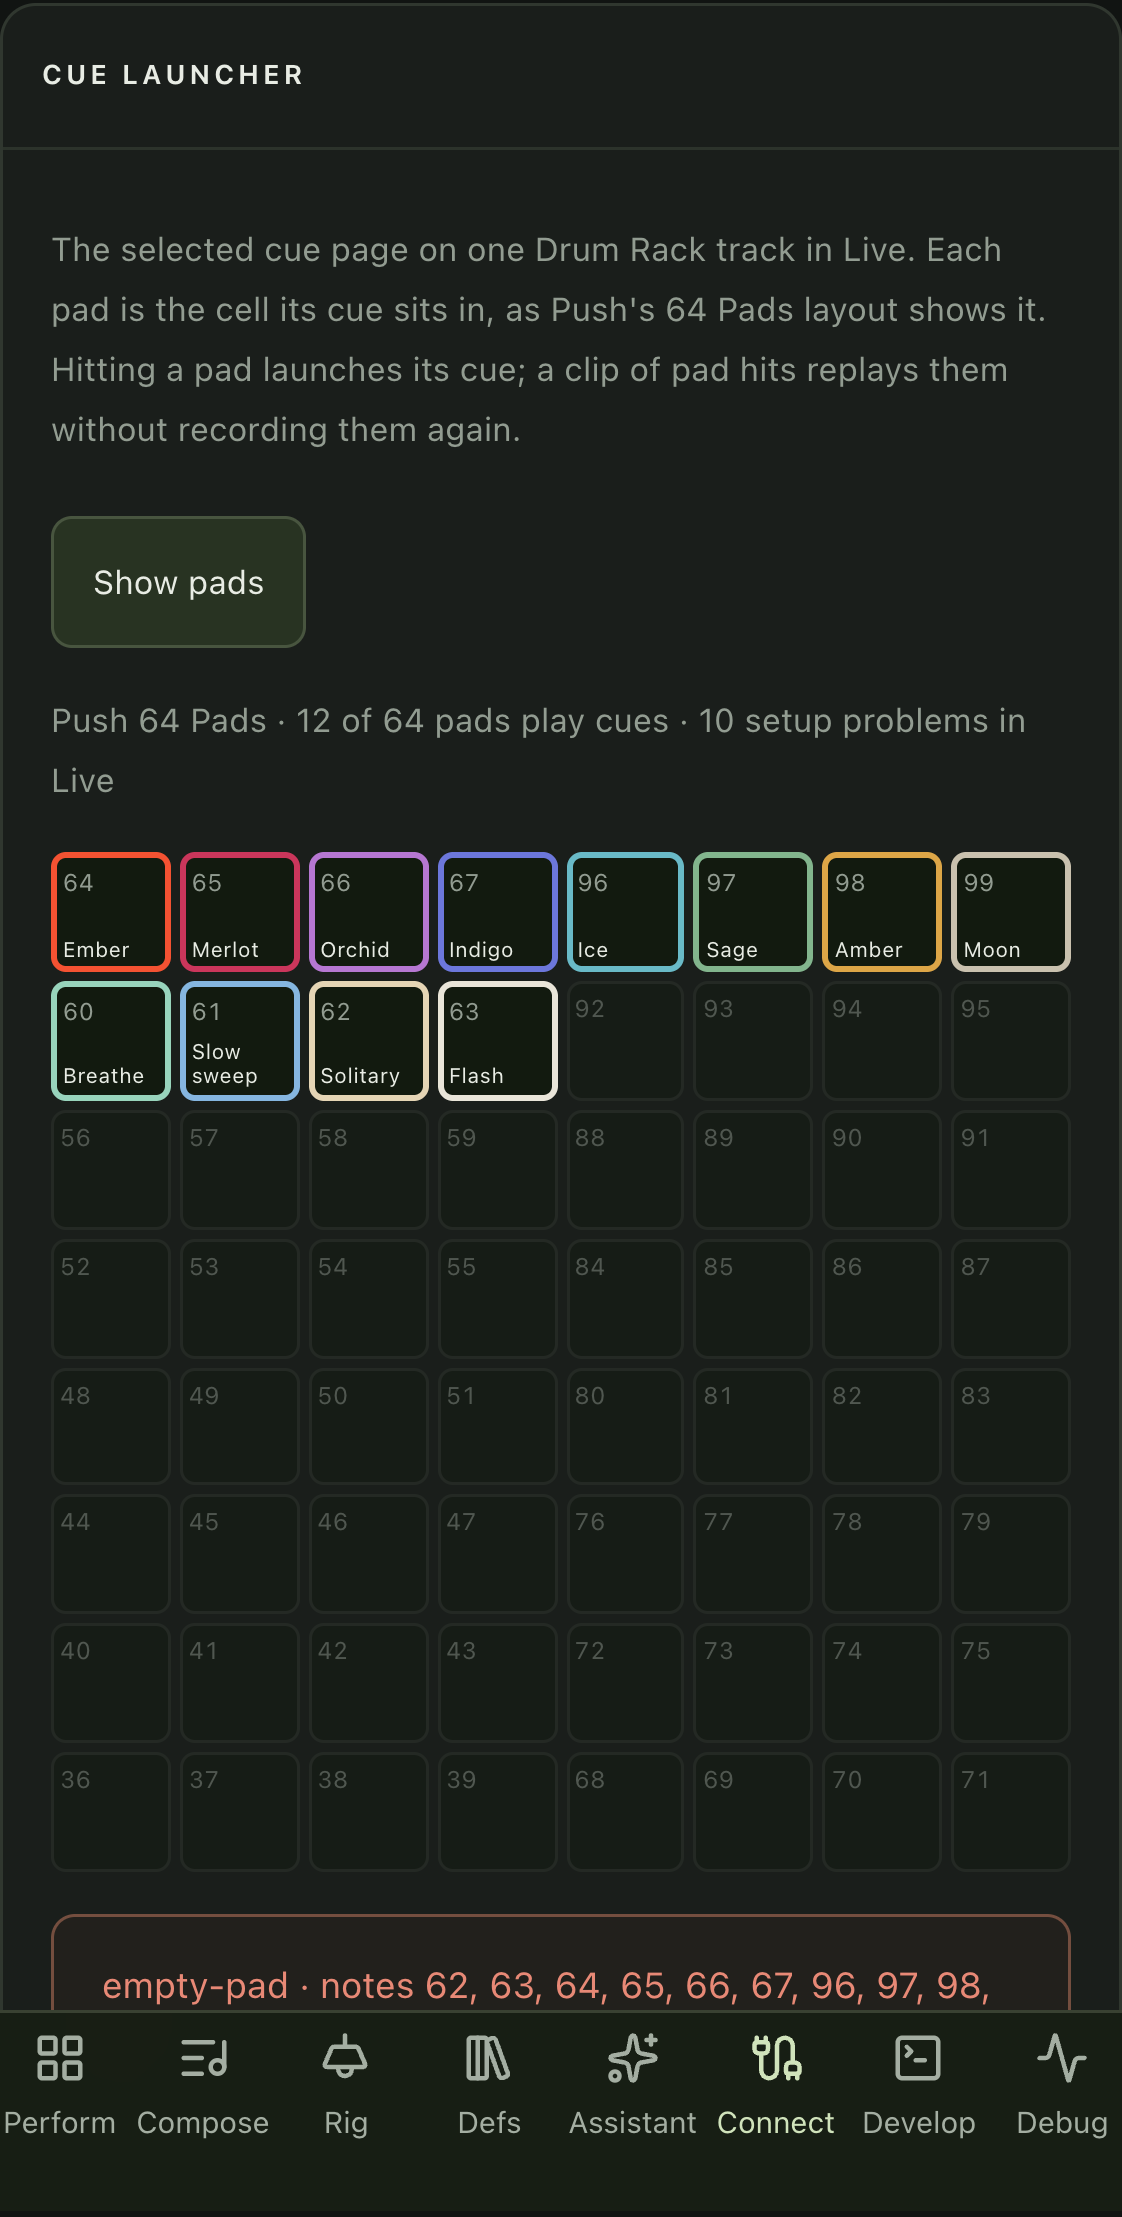 CUE LAUNCHER
The selected cue page on one Drum Rack track in Live. Each
pad is the cell its cue sits in, as Push's 64 Pads layout shows it.
Hitting a pad launches its cue; a clip of pad hits replays them
without recording them again.
Show pads
Push 64 Pads · 12 of 64 pads play cues · 10 setup problems in
Live
64 65 66 67 96 97 98 99
Ember Merlot Orchid Indigo Ice Sage Amber Moon
60 61 62 63 92 93 94 95
Slow
Breathe sweep Solitary Flash
56 57 58 59 88 89 90 91
52 53 54 55 84 85 86 87
48 49 50 51 80 81 82 83
44 45 46 47 76 77 78 79
40 41 42 43 72 73 74 75
36 37 38 39 68 69 70 71
empty-pad · notes 62, 63, 64, 65, 66, 67, 96, 97, 98,
Perform Compose Rig Defs Assistant Connect Develop Debug